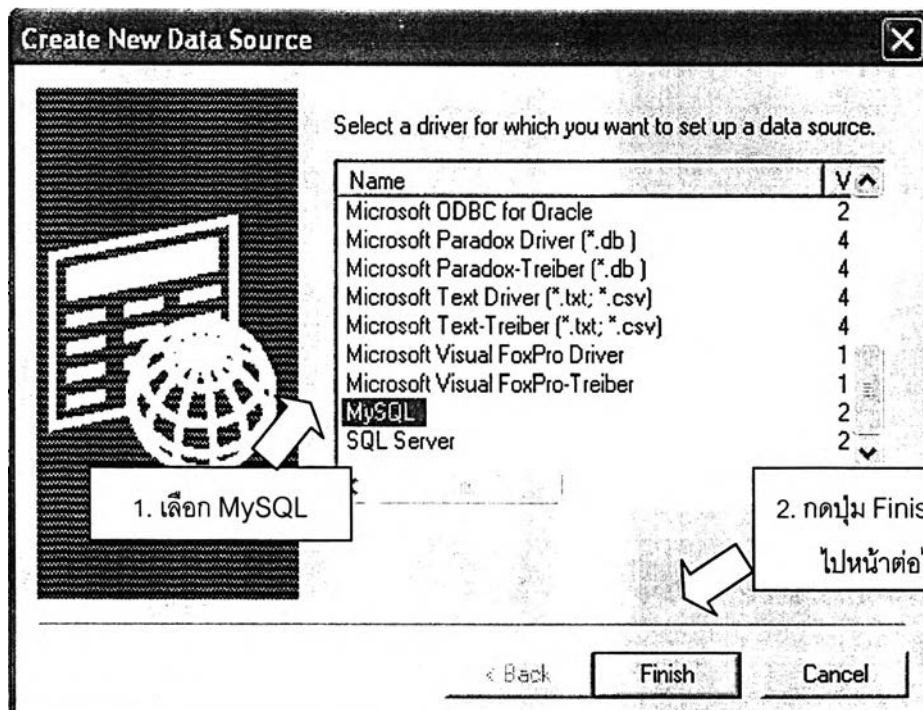 Create New Data Source
Select a driver for which you want to set up a data source.
Name V
Microsoft ODBC for Oracle 2
Microsoft Paradox Driver (*.db ) 4
Microsoft Paradox-Treiber (*.db ) 4
Microsoft Text Driver (*.txt; *.csv) 4
Microsoft Text-Treiber (*.txt; *.csv) 4
Microsoft Visual FoxPro Driver 1
Microsoft Visual FoxPro-Treiber 1
MySQL 2
SQL Server 2
1. เลือก MySQL
2. กดปุ่ม Finis
ไปหน้าต่อ
< Back Finish Cancel